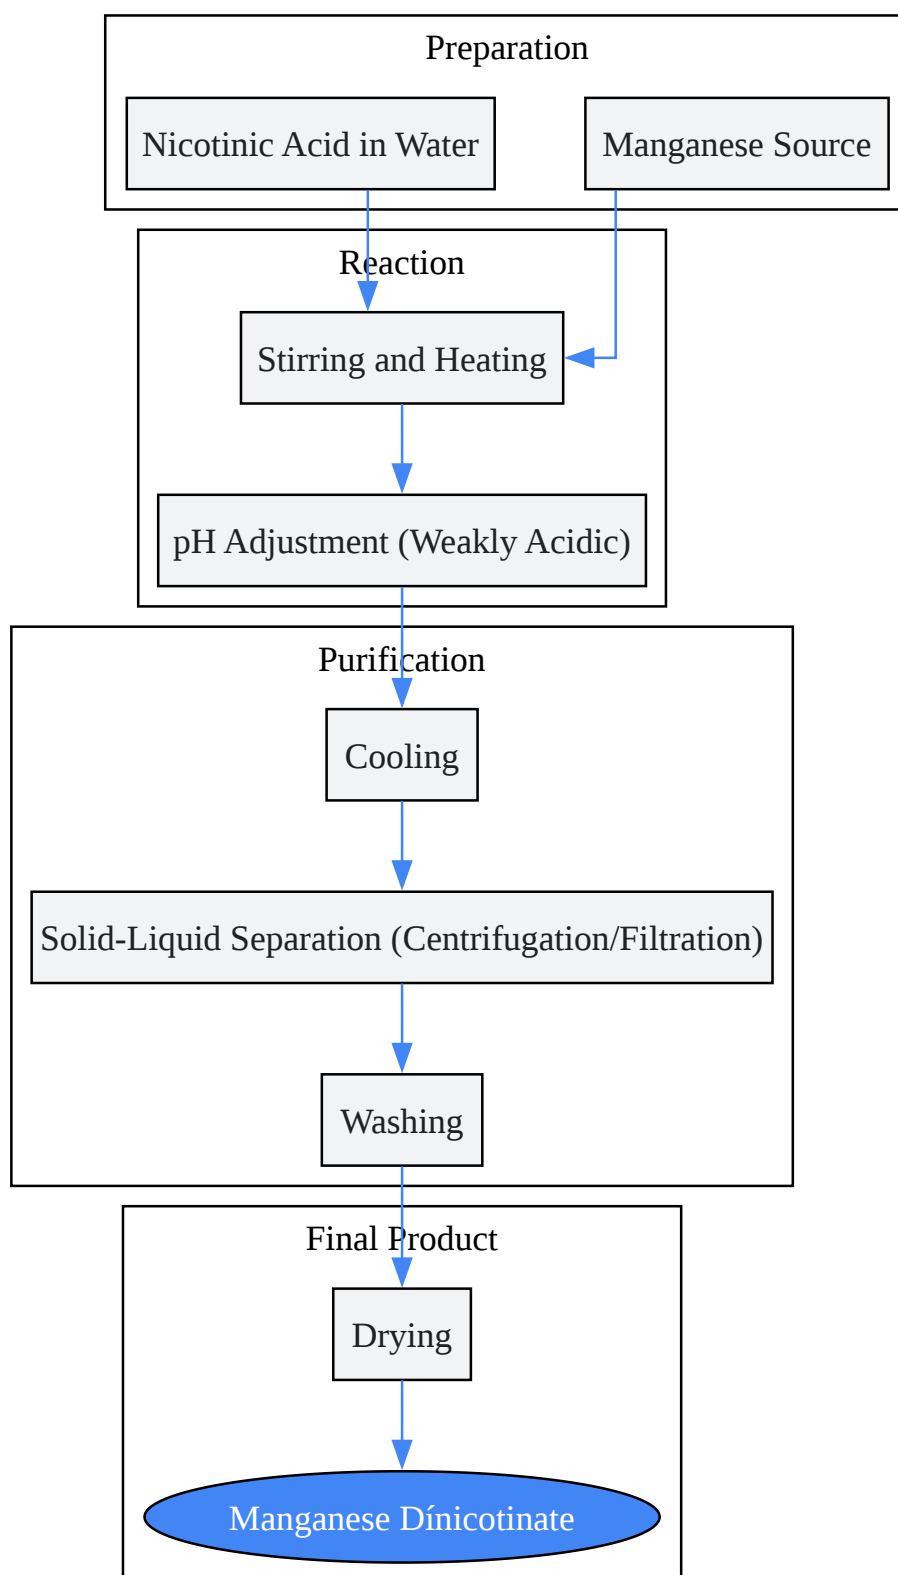 Preparation
Nicotinic Acid in Water
Manganese Source
Reaction
Stirring and Heating
pH Adjustment (Weakly Acidic)
Purification
Cooling
Solid-Liquid Separation (Centrifugation/Filtration)
Washing
Final Product
Drying
Manganese Dínicotinate